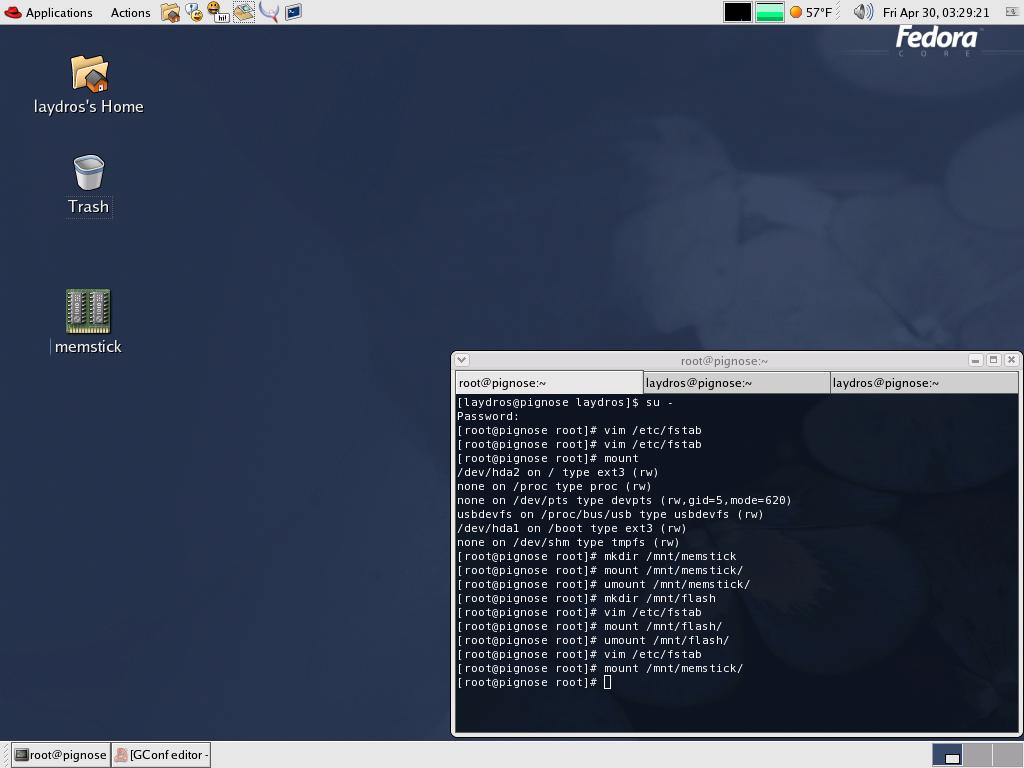 Applications Actions 57°F Fri Apr 30, 03:29:21
Fedora
CORE
laydros's Home
Trash
memstick
root@pignose:~
root@pignose:~ laydros@pignose:~ laydros@pignose:~
[laydros@pignose laydros]$ su -
Password:
[root@pignose root]# vim /etc/fstab
[root@pignose root]# vim /etc/fstab
[root@pignose root]# mount
/dev/hda2 on / type ext3 (rw)
none on /proc type proc (rw)
none on /dev/pts type devpts (rw,gid=5,mode=620)
usbdevfs on /proc/bus/usb type usbdevfs (rw)
/dev/hda1 on /boot type ext3 (rw)
none on /dev/shm type tmpfs (rw)
[root@pignose root]# mkdir /mnt/memstick
[root@pignose root]# mount /mnt/memstick/
[root@pignose root]# umount /mnt/memstick/
[root@pignose root]# mkdir /mnt/flash
[root@pignose root]# vim /etc/fstab
[root@pignose root]# mount /mnt/flash/
[root@pignose root]# umount /mnt/flash/
[root@pignose root]# vim /etc/fstab
[root@pignose root]# mount /mnt/memstick/
[root@pignose root]#
root@pignose [GConf editor -